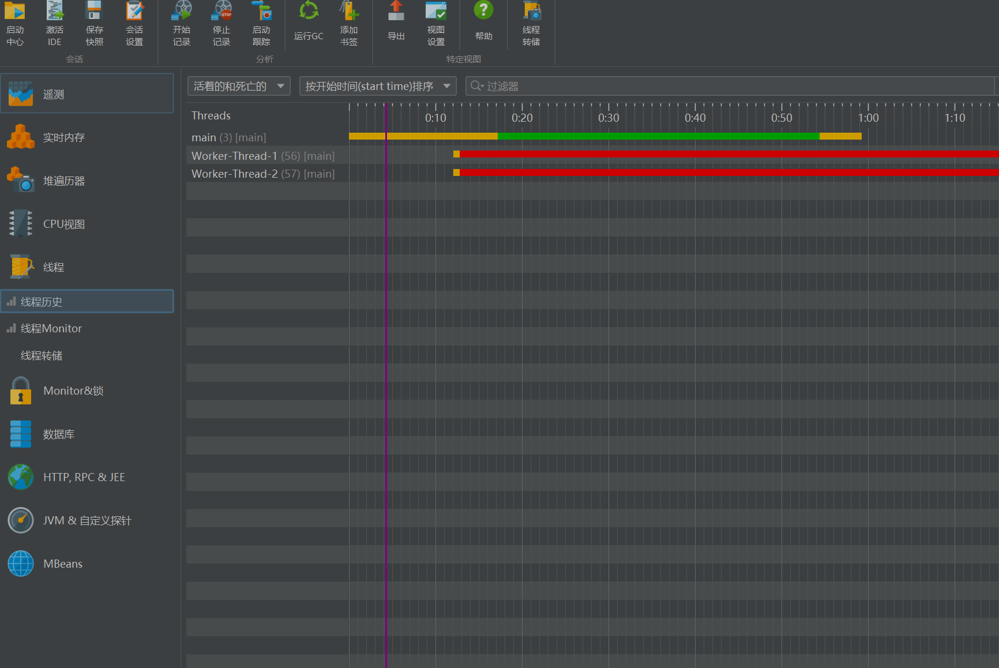 启动
中心
激活
IDE
保存
快照
会话
设置
开始
记录
STOP
停止
记录
启动
跟踪
运行GC
添加
书签
导出
视图
设置
帮助
线程
转储
会话
分析
特定视图
遥测
实时内存
堆遍历器
CPU视图
线程
线程历史
线程Monitor
线程转储
Monitor&锁
数据库
HTTP, RPC & JEE
JVM & 自定义探针
MBeans
活着的和死亡的
按开始时间(start time)排序
过滤器
Threads
0:10 0:20 0:30 0:40 0:50 1:00 1:10
main (3) [main]
Worker-Thread-1 (56) [main]
Worker-Thread-2 (57) [main]